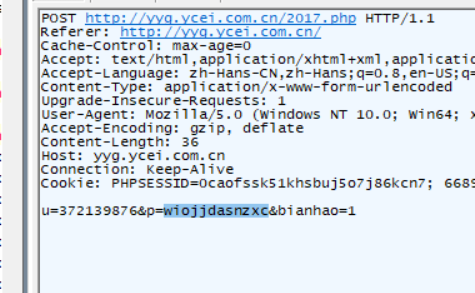 POST http://yyg.ycei.com.cn/2017.php HTTP/1.1
Referer: http://yyg.ycei.com.cn/
Cache-Control: max-age=0
Accept: text/html,application/xhtml+xml,applicatio
Accept-Language: zh-Hans-CN,zh-Hans;q=0.8,en-US;q=
Content-Type: application/x-www-form-urlencoded
Upgrade-Insecure-Requests: 1
User-Agent: Mozilla/5.0 (Windows NT 10.0; Win64; x
Accept-Encoding: gzip, deflate
Content-Length: 36
Host: yyg.ycei.com.cn
Connection: Keep-Alive
Cookie: PHPSESSID=0caofssk51khsbuj5o7j86kcn7; 6689
u=372139876&p=wiojjdasnzxc&bianhao=1